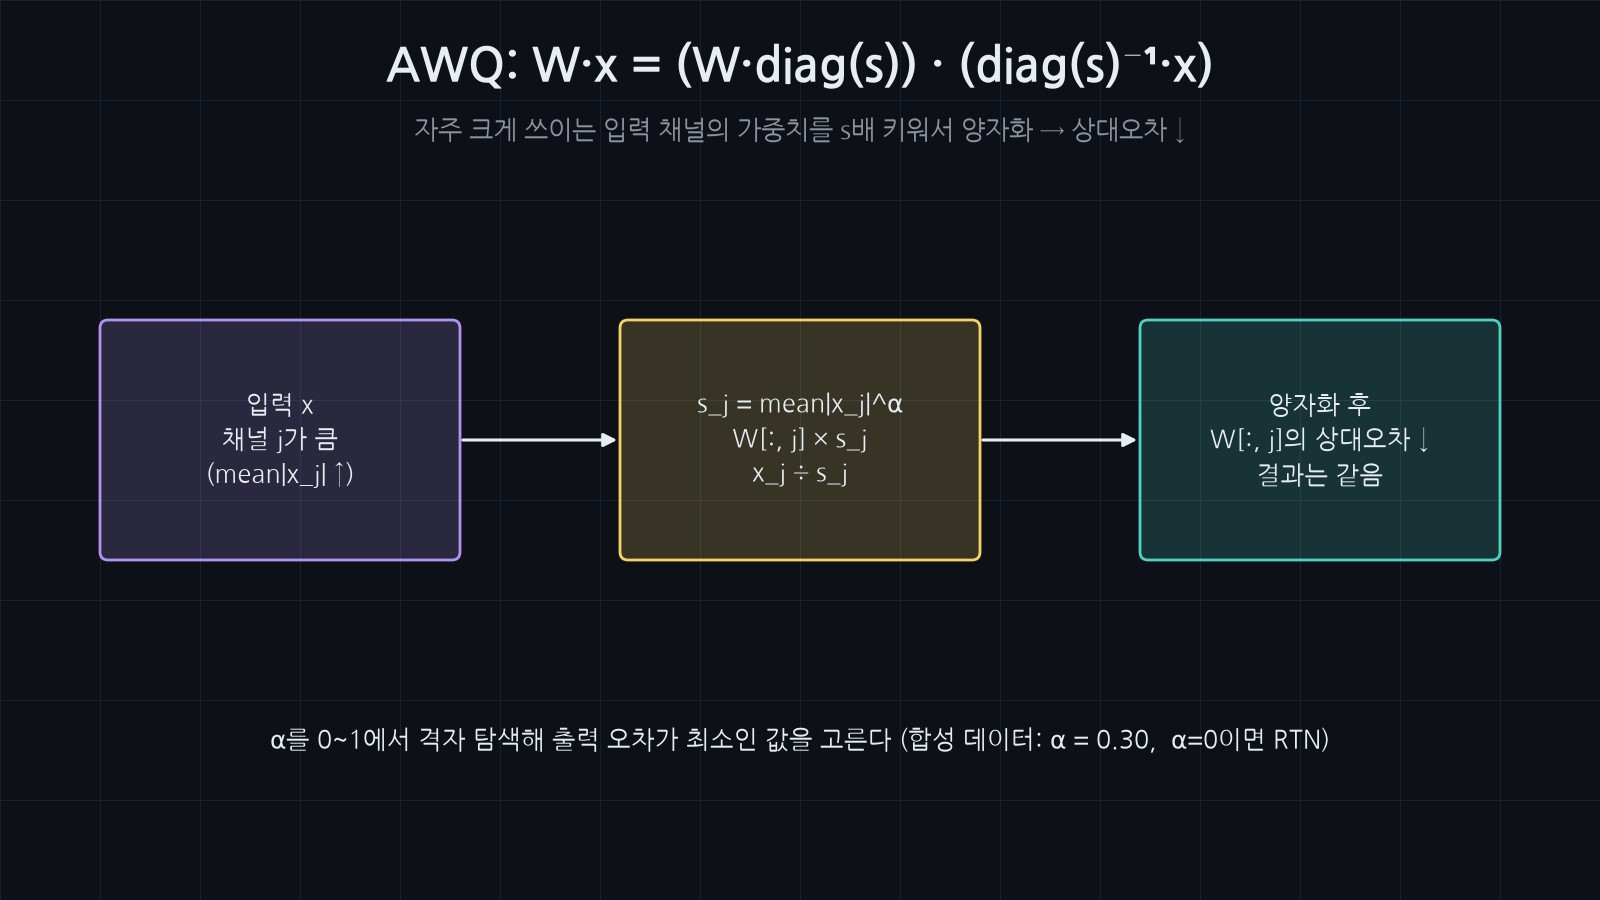 AWQ: W·x = (W·diag(s)) · (diag(s)⁻¹·x)
자주 크게 쓰이는 입력 채널의 가중치를 s배 키워서 양자화 → 상대오차 ↓
입력 x
채널 j가 큼
(mean|x_j| ↑)
s_j = mean|x_j|^α
W[:, j] × s_j
x_j ÷ s_j
양자화 후
W[:, j]의 상대오차 ↓
결과는 같음
α를 0~1에서 격자 탐색해 출력 오차가 최소인 값을 고른다 (합성 데이터: α = 0.30, α=0이면 RTN)